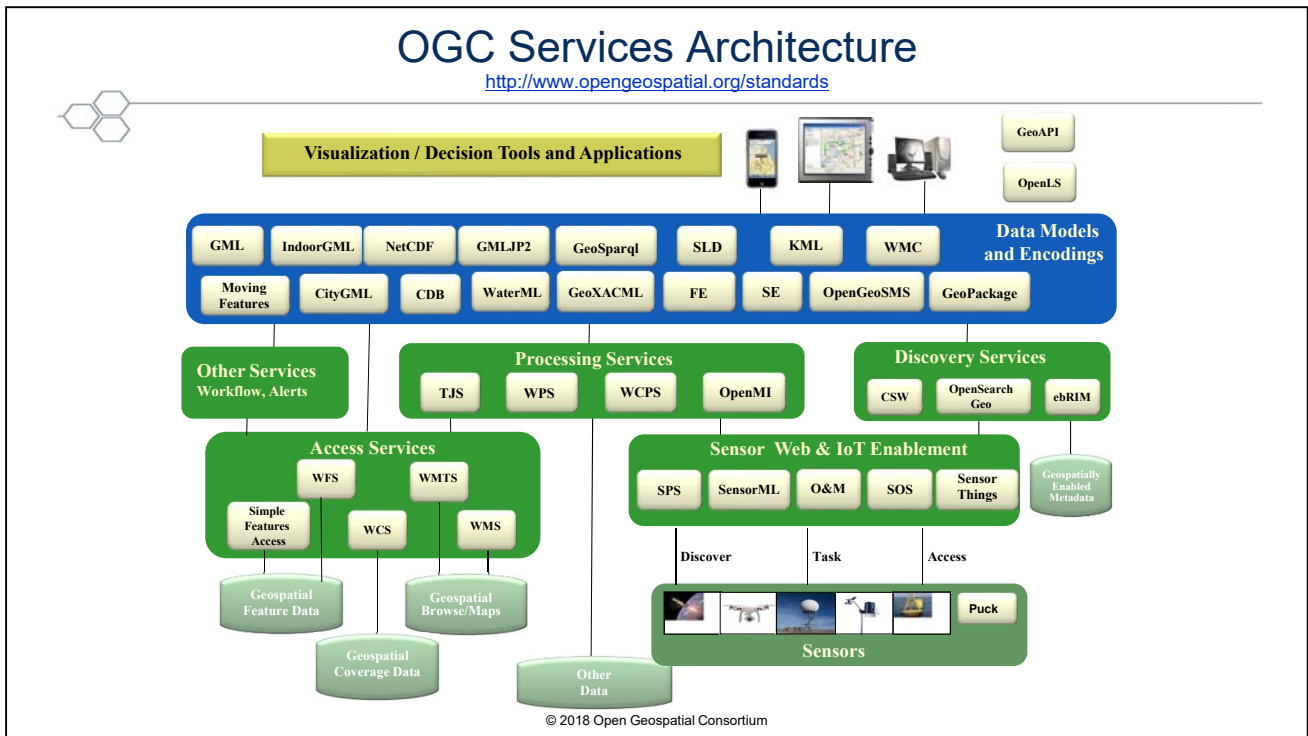 OGC Services Architecture
http://www.opengeospatial.org/standards
Visualization / Decision Tools and Applications
GeoAPI
OpenLS
Data Models
and Encodings
GML
IndoorGML
NetCDF
GMLJP2
GeoSparql
SLD
KML
WMC
Moving
Features
CityGML
CDB
WaterML
GeoXACML
FE
SE
OpenGeoSMS
GeoPackage
Other Services
Workflow, Alerts
Processing Services
TJS
WPS
WCPS
OpenMI
Discovery Services
CSW
OpenSearch
Geo
ebRIM
Access Services
WFS
WMTS
Simple
Features
Access
WCS
WMS
Sensor Web & IoT Enablement
SPS
SensorML
O&M
SOS
Sensor
Things
Geospatially
Enabled
Metadata
Discover
Task
Access
Geospatial
Feature Data
Geospatial
Browse/Maps
Geospatial
Coverage Data
Other
Data
Puck
Sensors
© 2018 Open Geospatial Consortium